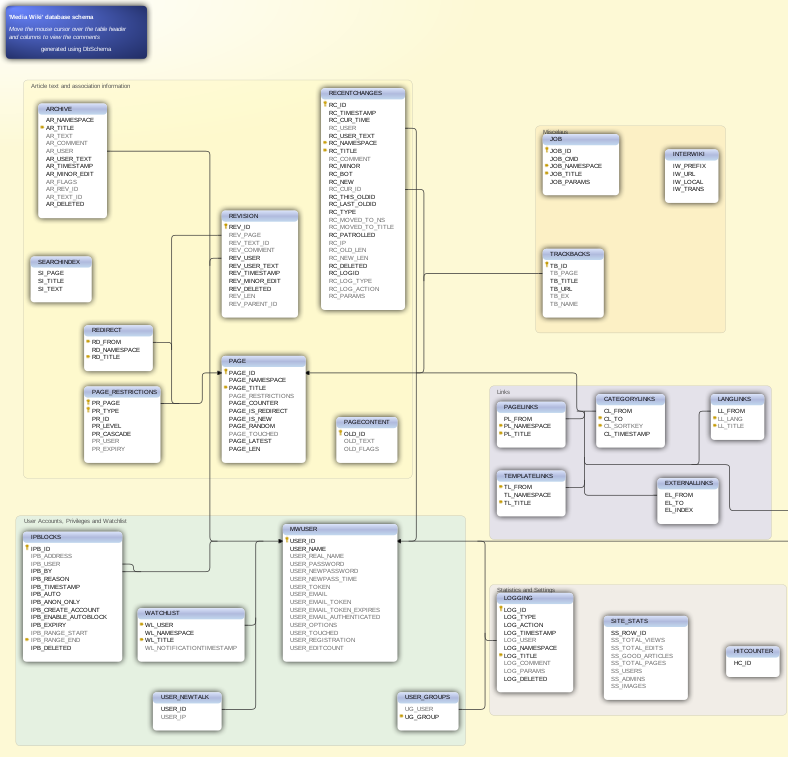 'Media Wiki' database schema
Move the mouse cursor over the table header
and columns to view the comments
generated using DbSchema
Article text and association information
ARCHIVE
AR_NAMESPACE
AR_TITLE
AR_TEXT
AR_COMMENT
AR_USER
AR_USER_TEXT
AR_TIMESTAMP
AR_MINOR_EDIT
AR_FLAGS
AR_REV_ID
AR_TEXT_ID
AR_DELETED
RECENTCHANGES
RC_ID
RC_TIMESTAMP
RC_CUR_TIME
RC_USER
RC_USER_TEXT
RC_NAMESPACE
RC_TITLE
RC_COMMENT
RC_MINOR
RC_BOT
RC_NEW
RC_CUR_ID
RC_THIS_OLDID
RC_LAST_OLDID
RC_TYPE
RC_MOVED_TO_NS
RC_MOVED_TO_TITLE
RC_PATROLLED
RC_IP
RC_OLD_LEN
RC_NEW_LEN
RC_DELETED
RC_LOGID
RC_LOG_TYPE
RC_LOG_ACTION
RC_PARAMS
REVISION
REV_ID
REV_PAGE
REV_TEXT_ID
REV_COMMENT
REV_USER
REV_USER_TEXT
REV_TIMESTAMP
REV_MINOR_EDIT
REV_DELETED
REV_LEN
REV_PARENT_ID
SEARCHINDEX
SI_PAGE
SI_TITLE
SI_TEXT
REDIRECT
RD_FROM
RD_NAMESPACE
RD_TITLE
PAGE_RESTRICTIONS
PR_PAGE
PR_TYPE
PR_ID
PR_LEVEL
PR_CASCADE
PR_USER
PR_EXPIRY
PAGE
PAGE_ID
PAGE_NAMESPACE
PAGE_TITLE
PAGE_RESTRICTIONS
PAGE_COUNTER
PAGE_IS_REDIRECT
PAGE_IS_NEW
PAGE_RANDOM
PAGE_TOUCHED
PAGE_LATEST
PAGE_LEN
PAGECONTENT
OLD_ID
OLD_TEXT
OLD_FLAGS
JOB
JOB_ID
JOB_CMD
JOB_NAMESPACE
JOB_TITLE
JOB_PARAMS
INTERWIKI
IW_PREFIX
IW_URL
IW_LOCAL
IW_TRANS
TRACKBACKS
TB_ID
TB_PAGE
TB_TITLE
TB_URL
TB_EX
TB_NAME
Links
PAGELINKS
PL_FROM
PL_NAMESPACE
PL_TITLE
CATEGORYLINKS
CL_FROM
CL_TO
CL_SORTKEY
CL_TIMESTAMP
LANGLINKS
LL_FROM
LL_LANG
LL_TITLE
TEMPLATELINKS
TL_FROM
TL_NAMESPACE
TL_TITLE
EXTERNALLINKS
EL_FROM
EL_TO
EL_INDEX
User Accounts, Privileges and Watchlist
IPBLOCKS
IPB_ID
IPB_ADDRESS
IPB_USER
IPB_BY
IPB_REASON
IPB_TIMESTAMP
IPB_AUTO
IPB_ANON_ONLY
IPB_CREATE_ACCOUNT
IPB_ENABLE_AUTOBLOCK
IPB_EXPIRY
IPB_RANGE_START
IPB_RANGE_END
IPB_DELETED
WATCHLIST
WL_USER
WL_NAMESPACE
WL_TITLE
WL_NOTIFICATIONTIMESTAMP
MWUSER
USER_ID
USER_NAME
USER_REAL_NAME
USER_PASSWORD
USER_NEWPASSWORD
USER_NEWPASS_TIME
USER_TOKEN
USER_EMAIL
USER_EMAIL_TOKEN
USER_EMAIL_TOKEN_EXPIRES
USER_EMAIL_AUTHENTICATED
USER_OPTIONS
USER_TOUCHED
USER_REGISTRATION
USER_EDITCOUNT
USER_NEWTALK
USER_ID
USER_IP
USER_GROUPS
UG_USER
UG_GROUP
Statistics and Settings
LOGGING
LOG_ID
LOG_TYPE
LOG_ACTION
LOG_TIMESTAMP
LOG_USER
LOG_NAMESPACE
LOG_TITLE
LOG_COMMENT
LOG_PARAMS
LOG_DELETED
SITE_STATS
SS_ROW_ID
SS_TOTAL_VIEWS
SS_TOTAL_EDITS
SS_GOOD_ARTICLES
SS_TOTAL_PAGES
SS_USERS
SS_ADMINS
SS_IMAGES
HITCOUNTER
HC_ID